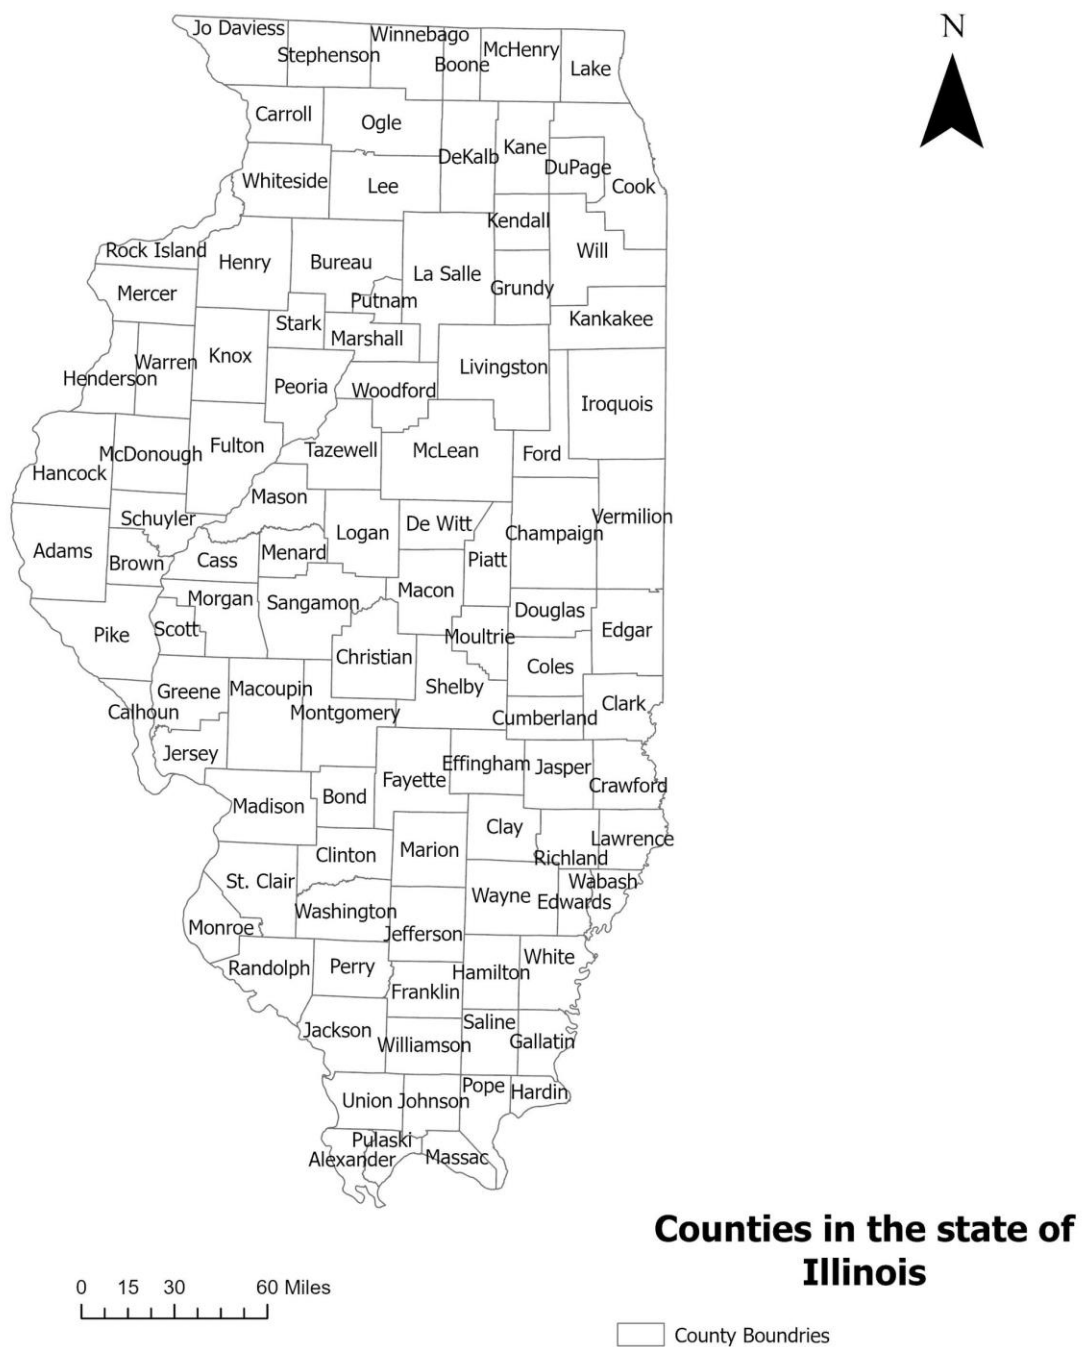 N
Jo Daviess
Stephenson
Winnebago
Boone
McHenry
Lake
Carroll
Ogle
DeKalb
Kane
DuPage
Cook
Whiteside
Lee
Kendall
Rock Island
Henry
Bureau
La Salle
Will
Grundy
Mercer
Putnam
Stark
Marshall
Kankakee
Henderson
Warren
Knox
Peoria
Woodford
Livingston
Iroquois
Hancock
McDonough
Fulton
Tazewell
McLean
Ford
Mason
Schuyler
Logan
De Witt
Champaign
Vermilion
Adams
Brown
Cass
Menard
Piatt
Macon
Morgan
Sangamon
Douglas
Edgar
Pike
Scott
Moultrie
Christian
Coles
Shelby
Greene
Macoupin
Montgomery
Calhoun
Cumberland
Clark
Jersey
Effingham
Jasper
Fayette
Crawford
Madison
Bond
Clay
Lawrence
Richland
Clinton
Marion
St. Clair
Wayne
Wabash
Edwards
Washington
Monroe
Jefferson
Randolph
Perry
Hamilton
White
Franklin
Jackson
Williamson
Saline
Gallatin
Union
Johnson
Pope
Hardin
Pulaski
Alexander
Massac
Counties in the state of
Illinois
0 15 30 60 Miles
County Boundries